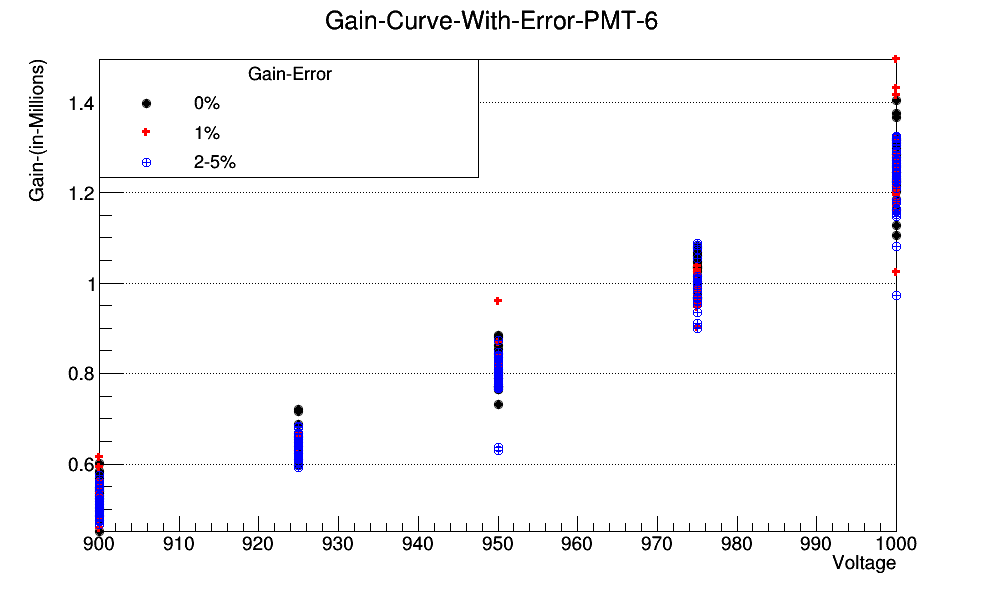 Gain-Curve-With-Error-PMT-6
Gain-(in-Millions)
Gain-Error
0%
1%
2-5%
1.4
1.2
1
0.8
0.6
900 910 920 930 940 950 960 970 980 990 1000
Voltage